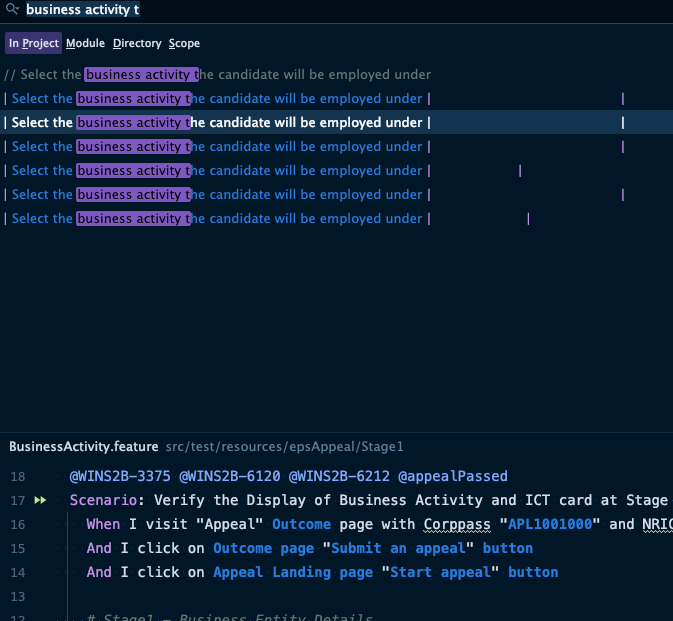 business activity t
In Project Module Directory Scope
// Select the business activity the candidate will be employed under
| Select the business activity the candidate will be employed under | |
| Select the business activity the candidate will be employed under | |
| Select the business activity the candidate will be employed under | |
| Select the business activity the candidate will be employed under | |
| Select the business activity the candidate will be employed under | |
| Select the business activity the candidate will be employed under | |
BusinessActivity.feature src/test/resources/epsAppeal/Stage1
18 @WINS2B-3375 @WINS2B-6120 @WINS2B-6212 @appealPassed
17 Scenario: Verify the Display of Business Activity and ICT card at Stage
16 When I visit "Appeal" Outcome page with Corppass "APL1001000" and NRIC
15 And I click on Outcome page "Submit an appeal" button
14 And I click on Appeal Landing page "Start appeal" button
13
12 # Stage1 – Business Entity Details